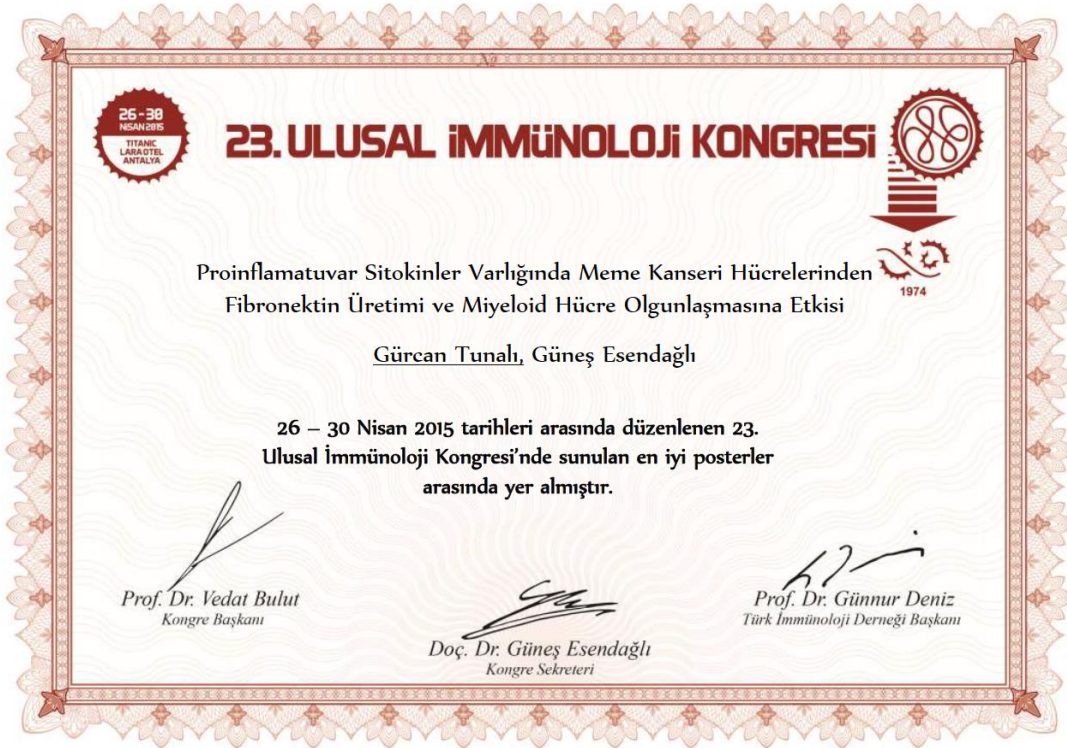 Nº
26-30
NİSAN 2015
TITANIC
LARA OTEL
ANTALYA
23. ULUSAL İMMÜNOLOJİ KONGRESİ
1974
Proinflamatuvar Sitokinler Varlığında Meme Kanseri Hücrelerinden
Fibronektin Üretimi ve Miyeloid Hücre Olgunlaşmasına Etkisi
Gürcan Tunalı, Güneş Esendağlı
26 – 30 Nisan 2015 tarihleri arasında düzenlenen 23.
Ulusal İmmünoloji Kongresi'nde sunulan en iyi posterler
arasında yer almıştır.
Prof. Dr. Vedat Bulut
Kongre Başkanı
Doç. Dr. Güneş Esendağlı
Kongre Sekreteri
Prof. Dr. Günnur Deniz
Türk İmmünoloji Derneği Başkanı